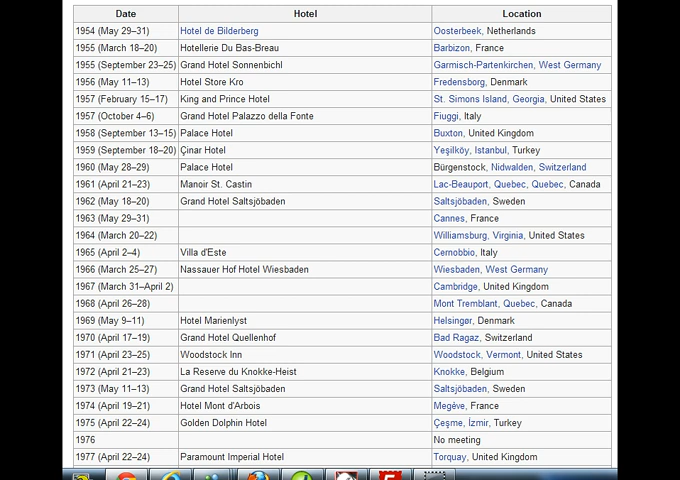 Date Hotel Location
1954 (May 29–31) Hotel de Bilderberg Oosterbeek, Netherlands
1955 (March 18–20) Hotellerie Du Bas-Breau Barbizon, France
1955 (September 23–25) Grand Hotel Sonnenbichl Garmisch-Partenkirchen, West Germany
1956 (May 11–13) Hotel Store Kro Fredensborg, Denmark
1957 (February 15–17) King and Prince Hotel St. Simons Island, Georgia, United States
1957 (October 4–6) Grand Hotel Palazzo della Fonte Fiuggi, Italy
1958 (September 13–15) Palace Hotel Buxton, United Kingdom
1959 (September 18–20) Çinar Hotel Yeşilköy, Istanbul, Turkey
1960 (May 28–29) Palace Hotel Bürgenstock, Nidwalden, Switzerland
1961 (April 21–23) Manoir St. Castin Lac-Beauport, Quebec, Quebec, Canada
1962 (May 18–20) Grand Hotel Saltsjöbaden Saltsjöbaden, Sweden
1963 (May 29–31) Cannes, France
1964 (March 20–22) Williamsburg, Virginia, United States
1965 (April 2–4) Villa d'Este Cernobbio, Italy
1966 (March 25–27) Nassauer Hof Hotel Wiesbaden Wiesbaden, West Germany
1967 (March 31–April 2) Cambridge, United Kingdom
1968 (April 26–28) Mont Tremblant, Quebec, Canada
1969 (May 9–11) Hotel Marienlyst Helsingør, Denmark
1970 (April 17–19) Grand Hotel Quellenhof Bad Ragaz, Switzerland
1971 (April 23–25) Woodstock Inn Woodstock, Vermont, United States
1972 (April 21–23) La Reserve du Knokke-Heist Knokke, Belgium
1973 (May 11–13) Grand Hotel Saltsjöbaden Saltsjöbaden, Sweden
1974 (April 19–21) Hotel Mont d'Arbois Megève, France
1975 (April 22–24) Golden Dolphin Hotel Çeşme, İzmir, Turkey
1976 No meeting
1977 (April 22–24) Paramount Imperial Hotel Torquay, United Kingdom